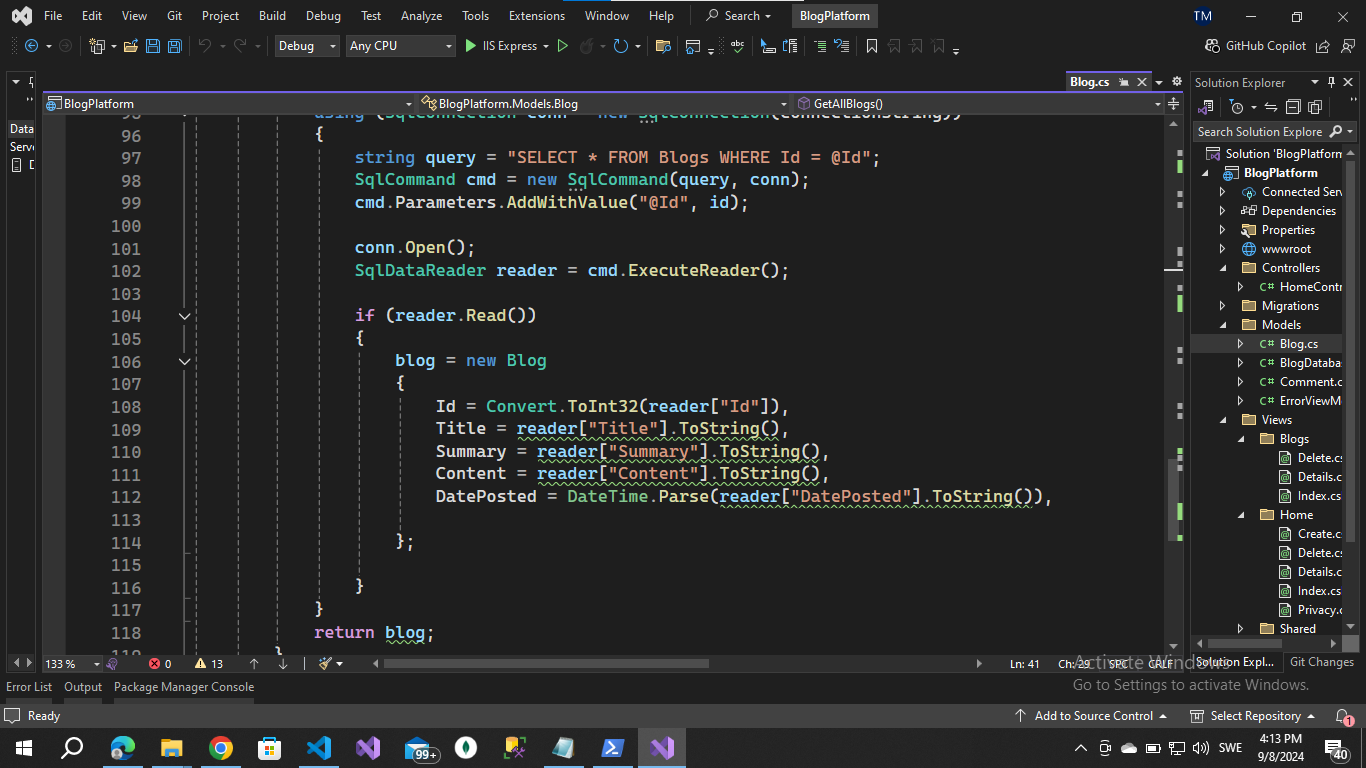 File Edit View Git Project Build Debug Test Analyze Tools Extensions Window Help Search BlogPlatform TM
Debug Any CPU IIS Express GitHub Copilot
Blog.cs
Solution Explorer
BlogPlatform BlogPlatform.Models.Blog GetAllBlogs()
Data
Serv
Search Solution Explore
Solution 'BlogPlatform
BlogPlatform
Connected Serv
Dependencies
Properties
wwwroot
Controllers
HomeContr
Migrations
Models
Blog.cs
BlogDataba
Comment.c
ErrorViewM
Views
Blogs
Delete.cs
Details.c
Index.cs
Home
Create.c
Delete.cs
Details.c
Index.cs
Privacy.c
Shared
95 using (SqlConnection conn = new SqlConnection(connectionString))
96 {
97 string query = "SELECT * FROM Blogs WHERE Id = @Id";
98 SqlCommand cmd = new SqlCommand(query, conn);
99 cmd.Parameters.AddWithValue("@Id", id);
100
101 conn.Open();
102 SqlDataReader reader = cmd.ExecuteReader();
103
104 if (reader.Read())
105 {
106 blog = new Blog
107 {
108 Id = Convert.ToInt32(reader["Id"]),
109 Title = reader["Title"].ToString(),
110 Summary = reader["Summary"].ToString(),
111 Content = reader["Content"].ToString(),
112 DatePosted = DateTime.Parse(reader["DatePosted"].ToString()),
113
114 };
115
116 }
117 }
118 return blog;
119 }
133 % 0 13 Ln: 41 Ch: 29 SPC CRLF
Solution Expl... Git Changes
Activate Windows
Go to Settings to activate Windows.
Error List Output Package Manager Console
Ready Add to Source Control Select Repository 1
99+ SWE 4:13 PM
9/8/2024 40